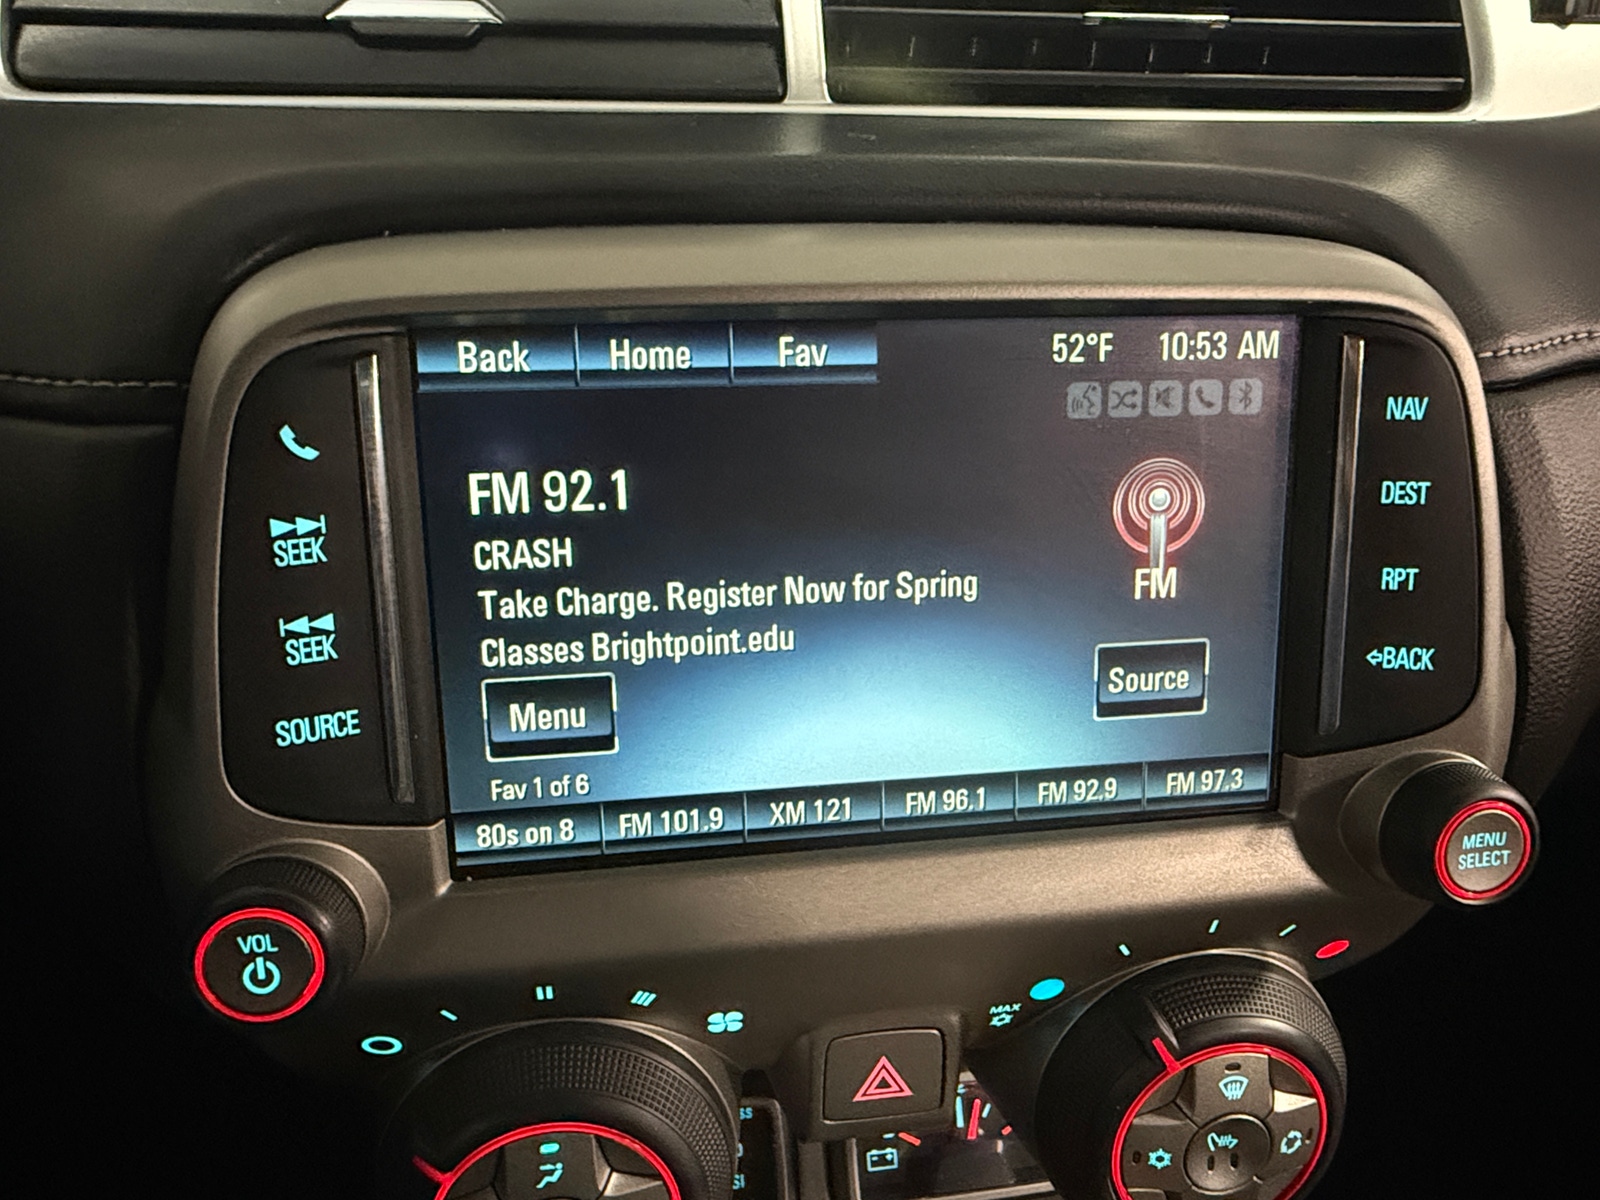 Back Home Fav 52°F 10:53 AM
FM 92.1
CRASH
Take Charge. Register Now for Spring
Classes Brightpoint.edu
FM
Menu
Source
Fav 1 of 6
80s on 8 FM 101.9 XM 121 FM 96.1 FM 92.9 FM 97.3
SEEK
SEEK
SOURCE
NAV
DEST
RPT
BACK
VOL
MENU
SELECT
MAX